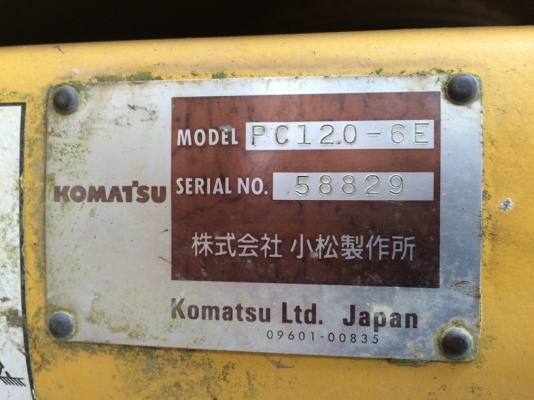 MODEL PC120-6E
KOMATSU
SERIAL NO. 58829
株式会社 小松製作所
Komatsu Ltd. Japan
09601-00835